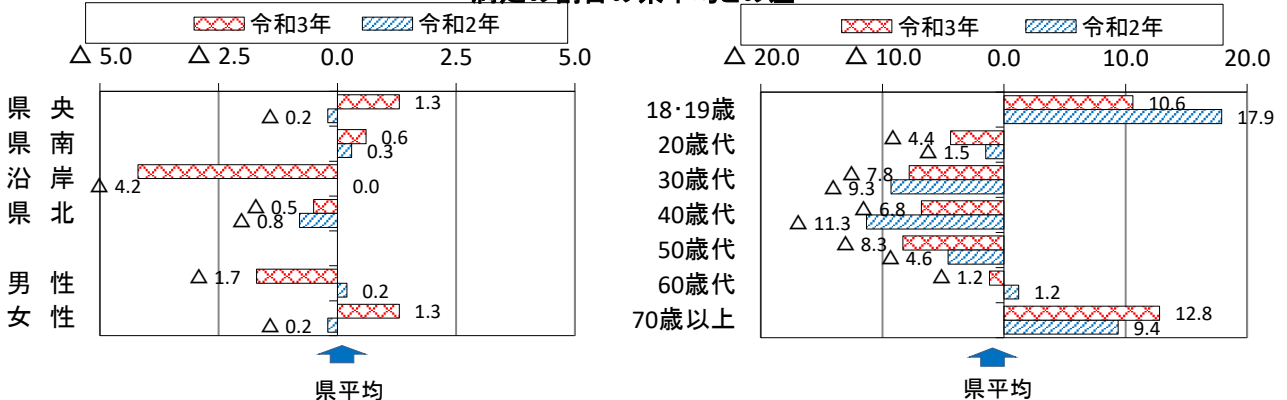 令和3年 令和2年
△ 5.0 △ 2.5 0.0 2.5 5.0
県 央 1.3
△ 0.2
県 南 0.6
0.3
沿 岸
△ 4.2 0.0
県 北 △ 0.5
△ 0.8
男 性 △ 1.7
0.2
女 性 1.3
△ 0.2
県平均
令和3年 令和2年
△ 20.0 △ 10.0 0.0 10.0 20.0
18･19歳 10.6
17.9
20歳代 △ 4.4
△ 1.5
30歳代 △ 7.8
△ 9.3
40歳代 △ 6.8
△ 11.3
50歳代 △ 8.3
△ 4.6
60歳代 △ 1.2
1.2
70歳以上 12.8
9.4
県平均